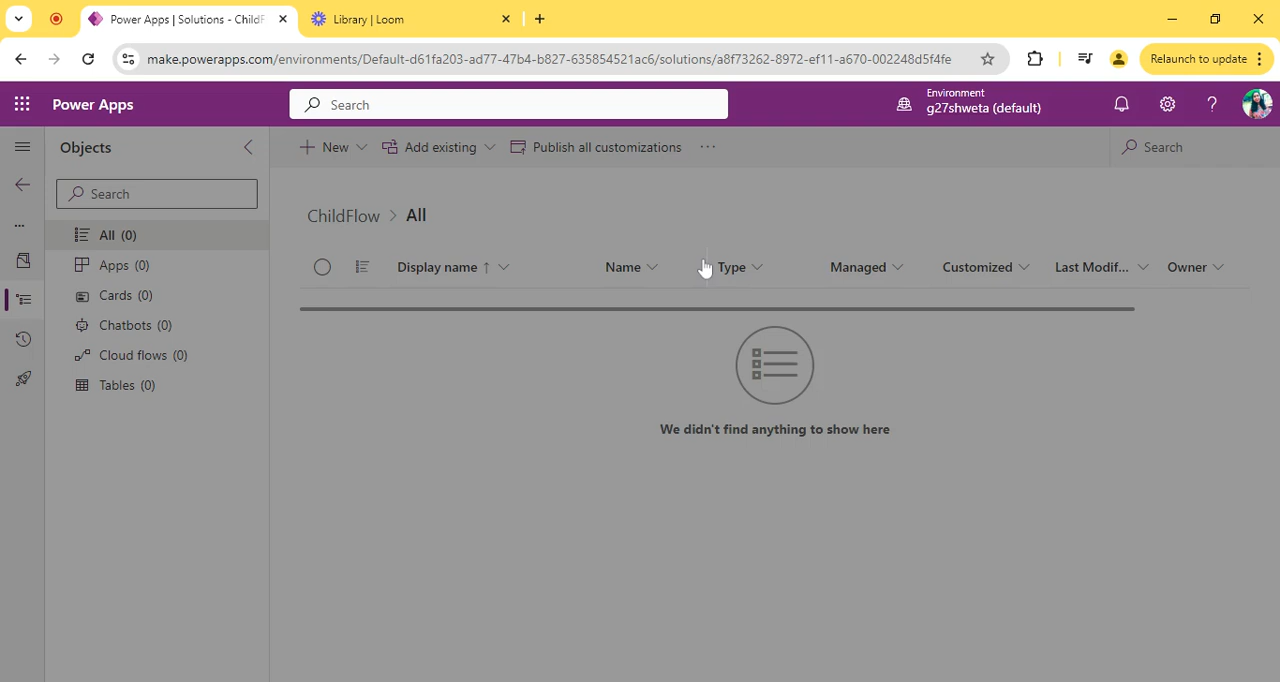 Power Apps | Solutions - ChildF
Library | Loom
make.powerapps.com/environments/Default-d61fa203-ad77-47b4-b827-635854521ac6/solutions/a8f73262-8972-ef11-a670-002248d5f4fe
Relaunch to update
Power Apps
Search
Environment
g27shweta (default)
?
Objects
New
Add existing
Publish all customizations
...
Search
Search
ChildFlow > All
All (0)
Apps (0)
Cards (0)
Chatbots (0)
Cloud flows (0)
Tables (0)
Display name ↑
Name
Type
Managed
Customized
Last Modif...
Owner
We didn't find anything to show here